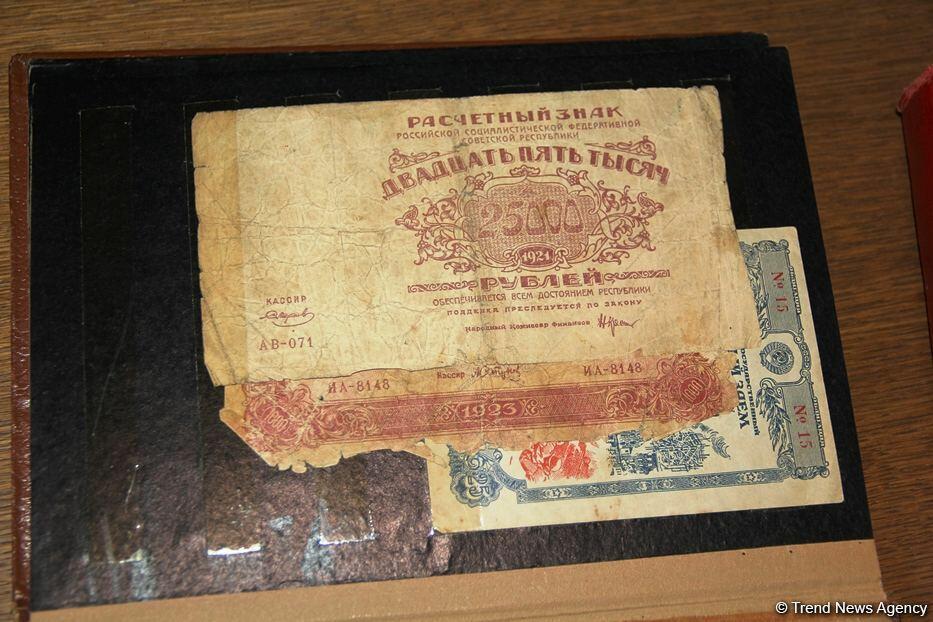 РАСЧЕТНЫЙ ЗНАК
РОССИЙСКОЙ СОЦИАЛИСТИЧЕСКОЙ ФЕДЕРАТИВНОЙ
СОВЕТСКОЙ РЕСПУБЛИКИ
ДВАДЦАТЬ ПЯТЬ ТЫСЯЧ
25000
1921
РУБЛЕЙ
ОБЕСПЕЧИВАЕТСЯ ВСЕМ ДОСТОЯНИЕМ РЕСПУБЛИКИ
ПОДДЕЛКА ПРЕСЛЕДУЕТСЯ ПО ЗАКОНУ
Народный Комиссар Финансов
КАССИР
АВ-071
ИА-8148
Кассир
ИА-8148
1923
№ 15
№ 15
ЗАЕМ
© Trend News Agency